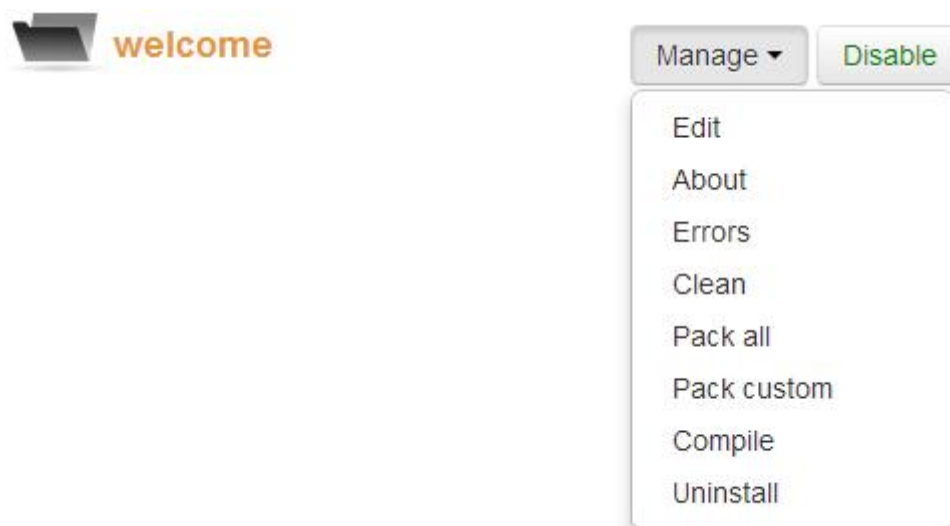 welcome
Manage Disable
Edit
About
Errors
Clean
Pack all
Pack custom
Compile
Uninstall